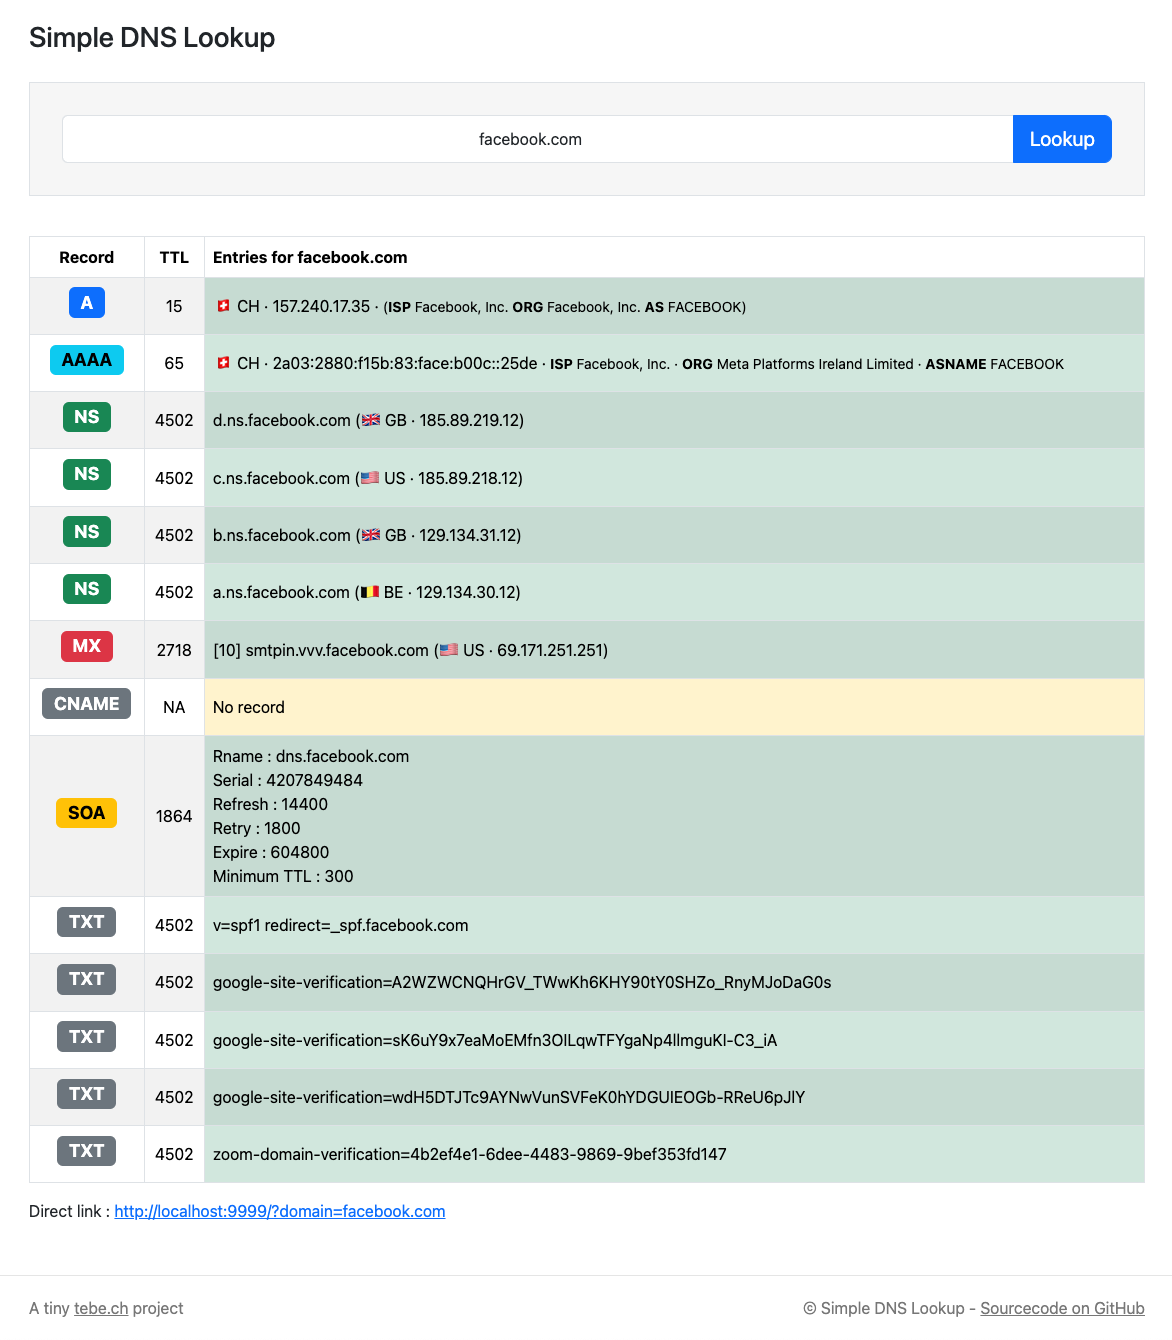 Simple DNS Lookup
facebook.com
Lookup
Record TTL Entries for facebook.com
A 15 CH · 157.240.17.35 · (ISP Facebook, Inc. ORG Facebook, Inc. AS FACEBOOK)
AAAA 65 CH · 2a03:2880:f15b:83:face:b00c::25de · ISP Facebook, Inc. · ORG Meta Platforms Ireland Limited · ASNAME FACEBOOK
NS 4502 d.ns.facebook.com (🇬🇧 GB · 185.89.219.12)
NS 4502 c.ns.facebook.com (🇺🇸 US · 185.89.218.12)
NS 4502 b.ns.facebook.com (🇬🇧 GB · 129.134.31.12)
NS 4502 a.ns.facebook.com (🇧🇪 BE · 129.134.30.12)
MX 2718 [10] smtpin.vvv.facebook.com (🇺🇸 US · 69.171.251.251)
CNAME NA No record
SOA 1864 Rname : dns.facebook.com
Serial : 4207849484
Refresh : 14400
Retry : 1800
Expire : 604800
Minimum TTL : 300
TXT 4502 v=spf1 redirect=_spf.facebook.com
TXT 4502 google-site-verification=A2WZWCNQHrGV_TWwKh6KHY90tY0SHZo_RnyMJoDaG0s
TXT 4502 google-site-verification=sK6uY9x7eaMoEMfn3OILqwTFYgaNp4llmguKI-C3_iA
TXT 4502 google-site-verification=wdH5DTJTc9AYNwVunSVFeK0hYDGUIEOGb-RReU6pJlY
TXT 4502 zoom-domain-verification=4b2ef4e1-6dee-4483-9869-9bef353fd147
Direct link : http://localhost:9999/?domain=facebook.com
A tiny tebe.ch project
© Simple DNS Lookup - Sourcecode on GitHub